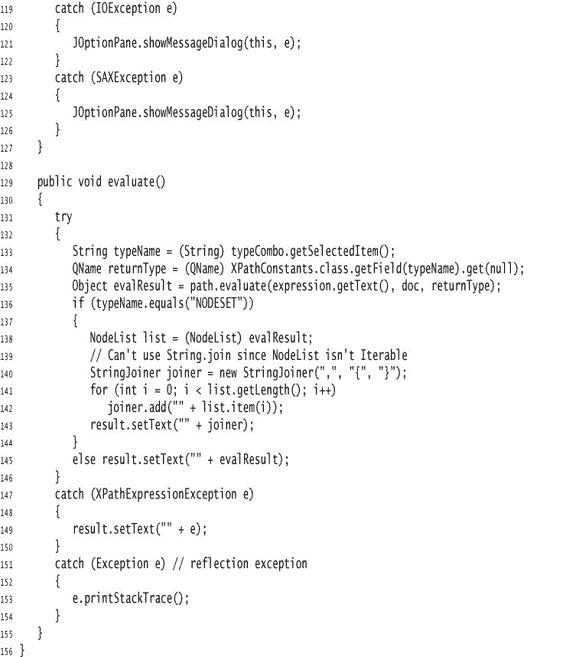 119 catch (IOException e)
120 {
121 JOptionPane.showMessageDialog(this, e);
122 }
123 catch (SAXException e)
124 {
125 JOptionPane.showMessageDialog(this, e);
126 }
127 }
128
129 public void evaluate()
130 {
131 try
132 {
133 String typeName = (String) typeCombo.getSelectedItem();
134 QName returnType = (QName) XPathConstants.class.getField(typeName).get(null);
135 Object evalResult = path.evaluate(expression.getText(), doc, returnType);
136 if (typeName.equals("NODESET"))
137 {
138 NodeList list = (NodeList) evalResult;
139 // Can't use String.join since NodeList isn't Iterable
140 StringJoiner joiner = new StringJoiner(",", "{", "}");
141 for (int i = 0; i < list.getLength(); i++)
142 joiner.add("" + list.item(i));
143 result.setText("" + joiner);
144 }
145 else result.setText("" + evalResult);
146 }
147 catch (XPathExpressionException e)
148 {
149 result.setText("" + e);
150 }
151 catch (Exception e) // reflection exception
152 {
153 e.printStackTrace();
154 }
155 }
156 }